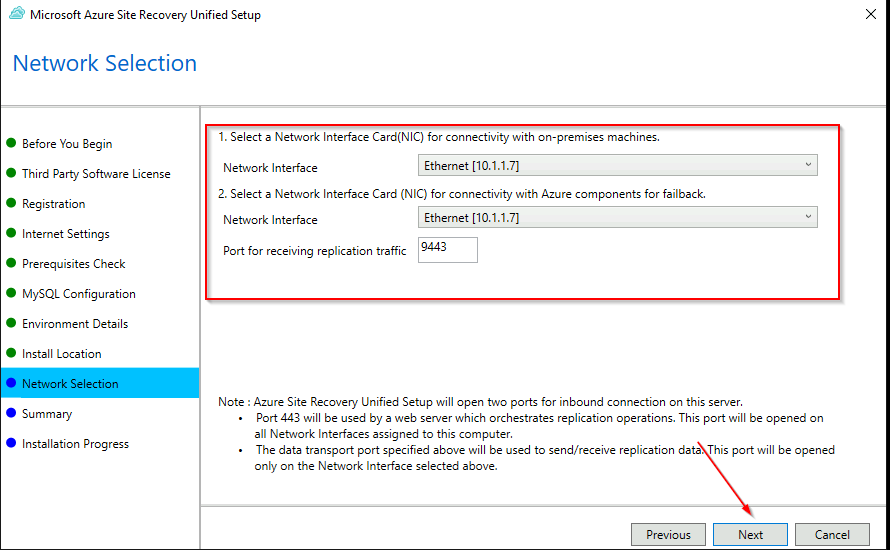 Microsoft Azure Site Recovery Unified Setup
Network Selection
Before You Begin
Third Party Software License
Registration
Internet Settings
Prerequisites Check
MySQL Configuration
Environment Details
Install Location
Network Selection
Summary
Installation Progress
1. Select a Network Interface Card(NIC) for connectivity with on-premises machines.
Network Interface Ethernet [10.1.1.7]
2. Select a Network Interface Card (NIC) for connectivity with Azure components for failback.
Network Interface Ethernet [10.1.1.7]
Port for receiving replication traffic 9443
Note : Azure Site Recovery Unified Setup will open two ports for inbound connection on this server.
• Port 443 will be used by a web server which orchestrates replication operations. This port will be opened on
all Network Interfaces assigned to this computer.
• The data transport port specified above will be used to send/receive replication data. This port will be opened
only on the Network Interface selected above.
Previous Next Cancel